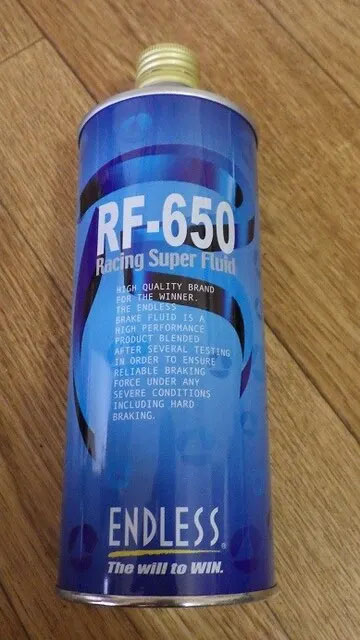 RF-650
Racing Super Fluid
HIGH QUALITY BRAND
FOR THE WINNER.
THE ENDLESS
BRAKE FLUID IS A
HIGH PERFORMANCE
PRODUCT BLENDED
AFTER SEVERAL TESTING
IN ORDER TO ENSURE
RELIABLE BRAKING
FORCE UNDER ANY
SEVERE CONDITIONS
INCLUDING HARD
BRAKING.
ENDLESS®
The will to WIN.